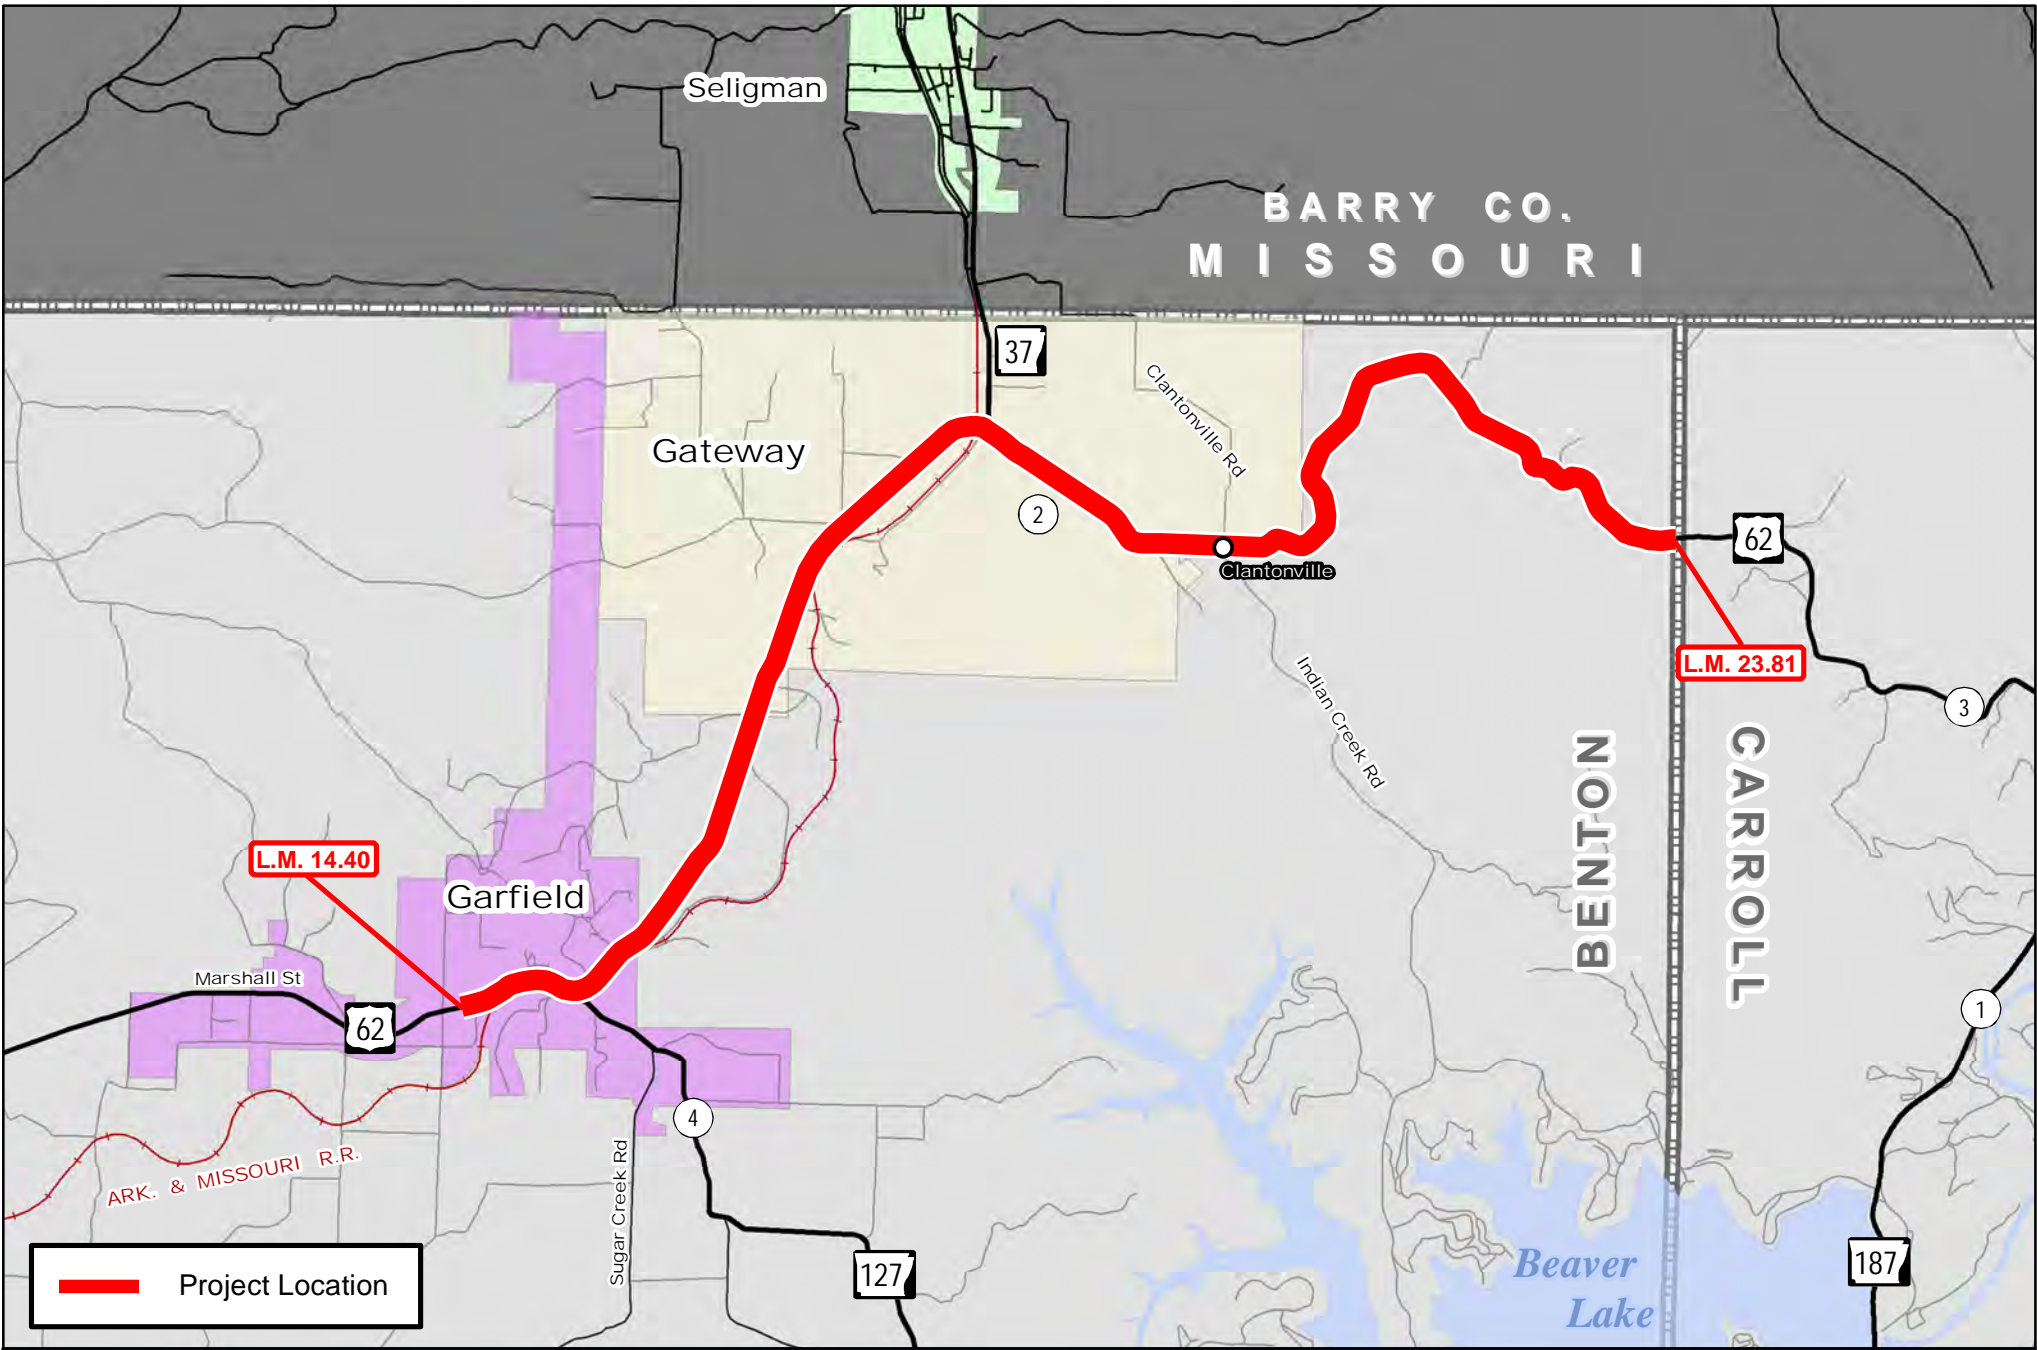 Seligman
BARRY CO.
MISSOURI
37
Clantonville Rd
Gateway
2
62
Clantonville
L.M. 23.81
Indian Creek Rd
3
BENTON
CARROLL
L.M. 14.40
Garfield
Marshall St
62
1
4
ARK. & MISSOURI R.R.
Sugar Creek Rd
127
187
Beaver
Lake
Project Location